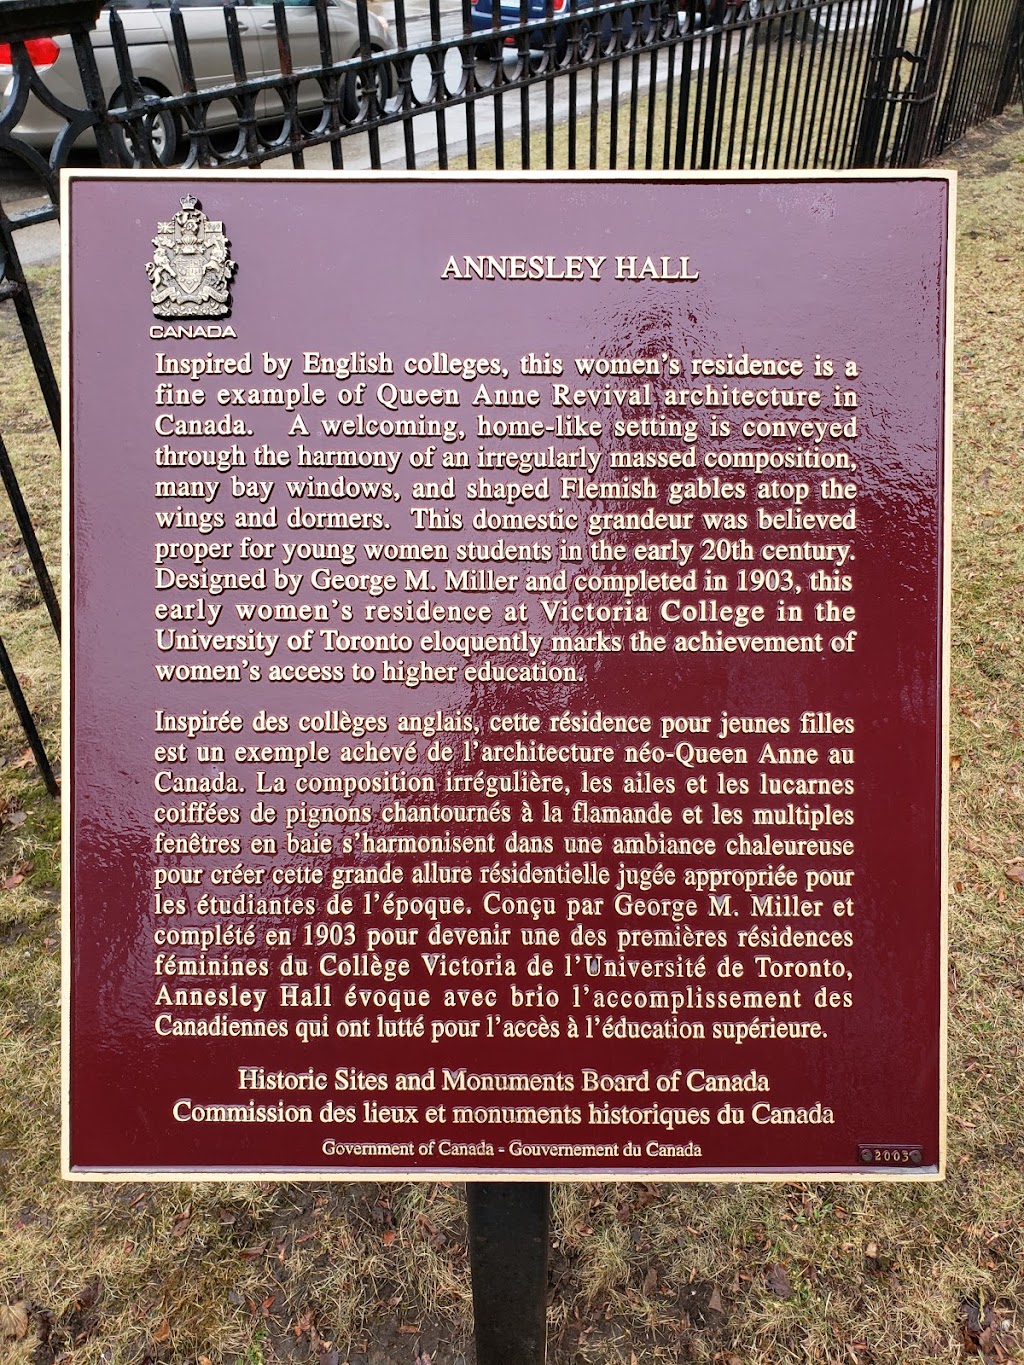 ANNESLEY HALL
CANADA
Inspired by English colleges, this women's residence is a
fine example of Queen Anne Revival architecture in
Canada. A welcoming, home-like setting is conveyed
through the harmony of an irregularly massed composition,
many bay windows, and shaped Flemish gables atop the
wings and dormers. This domestic grandeur was believed
proper for young women students in the early 20th century.
Designed by George M. Miller and completed in 1903, this
early women's residence at Victoria College in the
University of Toronto eloquently marks the achievement of
women's access to higher education.
Inspirée des collèges anglais, cette résidence pour jeunes filles
est un exemple achevé de l'architecture néo-Queen Anne au
Canada. La composition irrégulière, les ailes et les lucarnes
coiffées de pignons chantournés à la flamande et les multiples
fenêtres en baie s'harmonisent dans une ambiance chaleureuse
pour créer cette grande allure résidentielle jugée appropriée pour
les étudiantes de l'époque. Conçu par George M. Miller et
complété en 1903 pour devenir une des premières résidences
féminines du Collège Victoria de l'Université de Toronto,
Annesley Hall évoque avec brio l'accomplissement des
Canadiennes qui ont lutté pour l'accès à l'éducation supérieure.
Historic Sites and Monuments Board of Canada
Commission des lieux et monuments historiques du Canada
Government of Canada - Gouvernement du Canada
2003